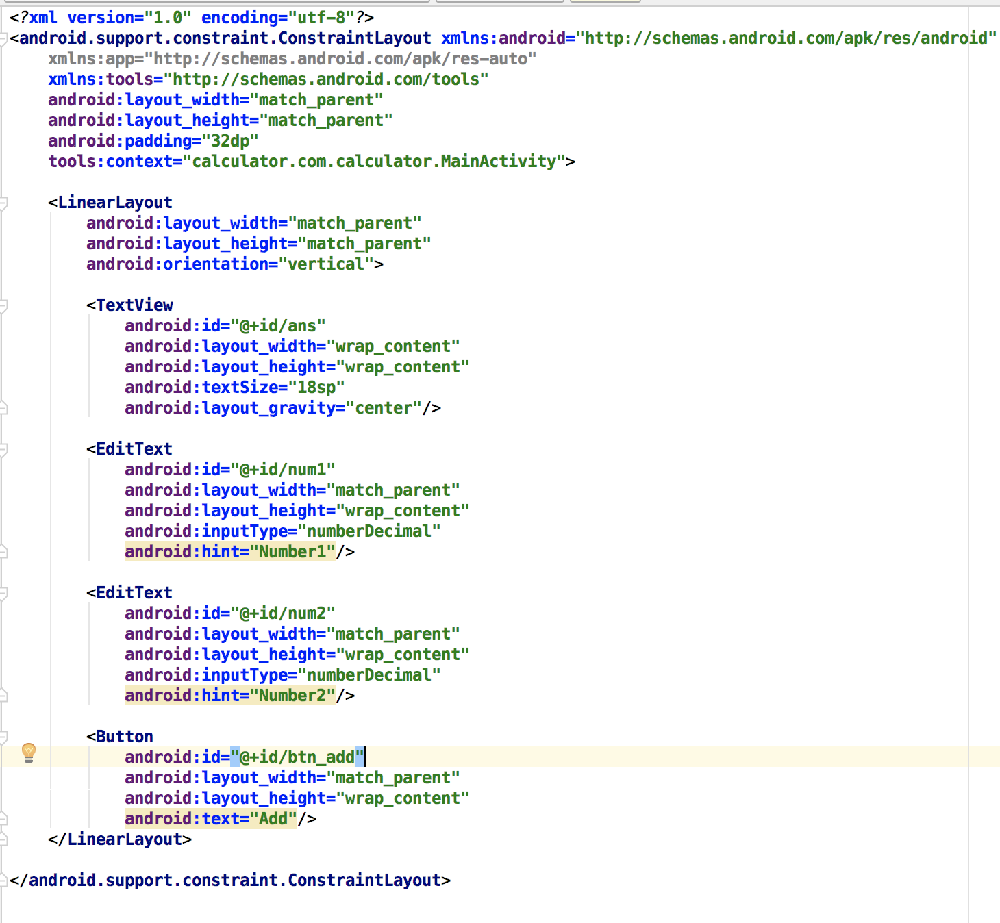 <?xml version="1.0" encoding="utf-8"?>
<android.support.constraint.ConstraintLayout xmlns:android="http://schemas.android.com/apk/res/android"
    xmlns:app="http://schemas.android.com/apk/res-auto"
    xmlns:tools="http://schemas.android.com/tools"
    android:layout_width="match_parent"
    android:layout_height="match_parent"
    android:padding="32dp"
    tools:context="calculator.com.calculator.MainActivity">

    <LinearLayout
        android:layout_width="match_parent"
        android:layout_height="match_parent"
        android:orientation="vertical">

        <TextView
            android:id="@+id/ans"
            android:layout_width="wrap_content"
            android:layout_height="wrap_content"
            android:textSize="18sp"
            android:layout_gravity="center"/>

        <EditText
            android:id="@+id/num1"
            android:layout_width="match_parent"
            android:layout_height="wrap_content"
            android:inputType="numberDecimal"
            android:hint="Number1"/>

        <EditText
            android:id="@+id/num2"
            android:layout_width="match_parent"
            android:layout_height="wrap_content"
            android:inputType="numberDecimal"
            android:hint="Number2"/>

        <Button
            android:id="@+id/btn_add"
            android:layout_width="match_parent"
            android:layout_height="wrap_content"
            android:text="Add"/>
    </LinearLayout>

</android.support.constraint.ConstraintLayout>